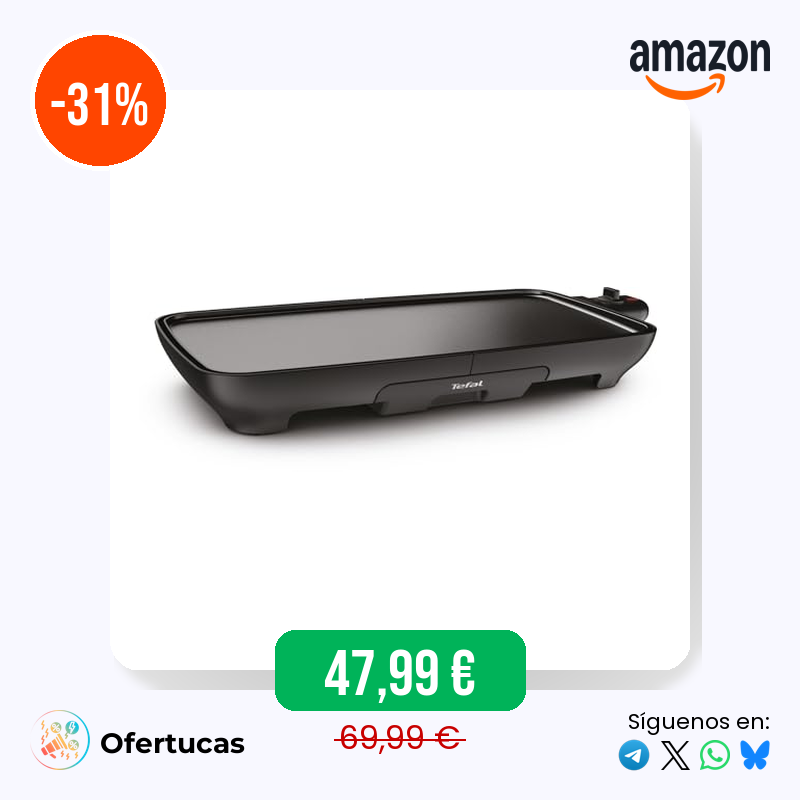 -31%
amazon
Tefal
47,99 €
69,99 €
Ofertucas
Síguenos en: